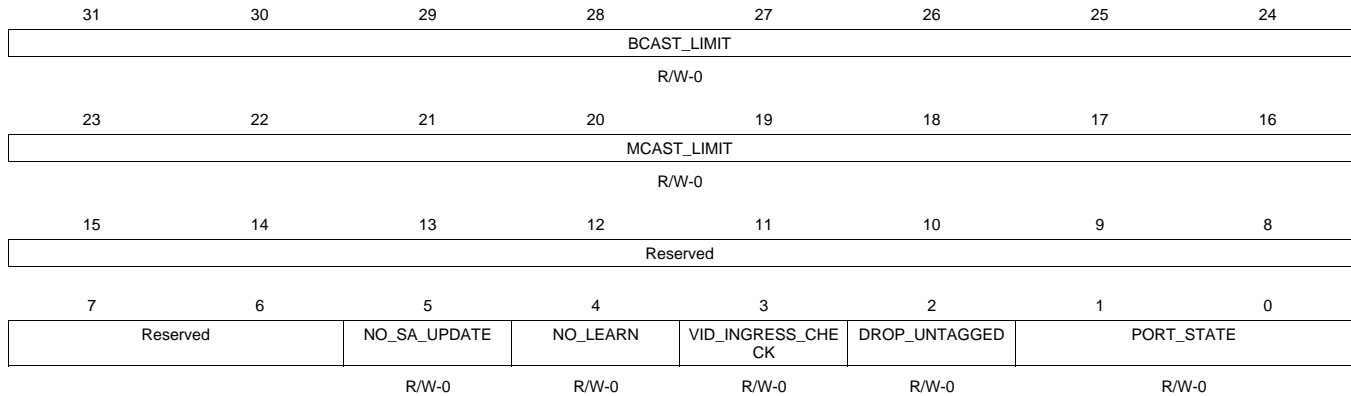 31 30 29 28 27 26 25 24
BCAST_LIMIT
R/W-0
23 22 21 20 19 18 17 16
MCAST_LIMIT
R/W-0
15 14 13 12 11 10 9 8
Reserved
7 6 5 4 3 2 1 0
Reserved NO_SA_UPDATE NO_LEARN VID_INGRESS_CHE DROP_UNTAGGED PORT_STATE
CK
R/W-0 R/W-0 R/W-0 R/W-0 R/W-0